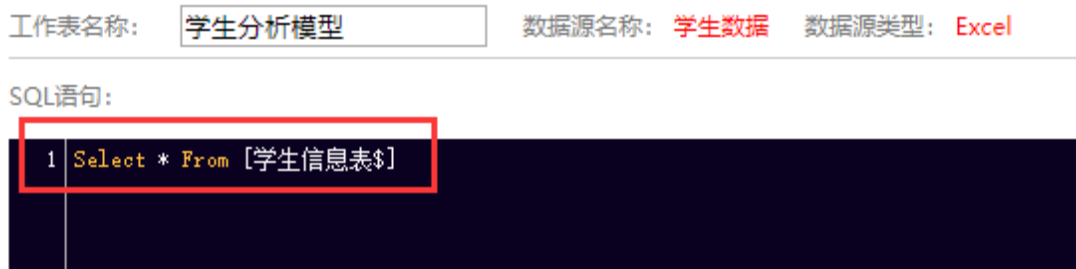 工作表名称： 学生分析模型 数据源名称： 学生数据 数据源类型： Excel
SQL语句：
1 Select * From [学生信息表$]